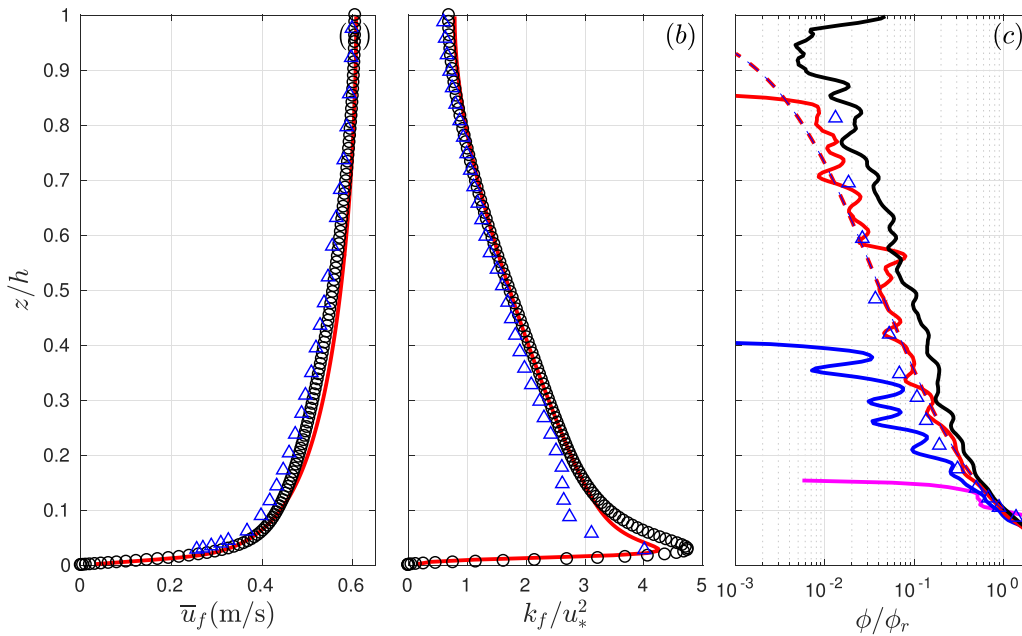 1
0.9
0.8
0.7
0.6
0.5
0.4
0.3
0.2
0.1
0
z/h
0 0.2 0.4 0.6
0 1 2 3 4 5
10^{-3} 10^{-2} 10^{-1} 10^{0}
(b)
(c)
\overline{u}_f(m/s)
k_f/u_*^2
ϕ/ϕ_r